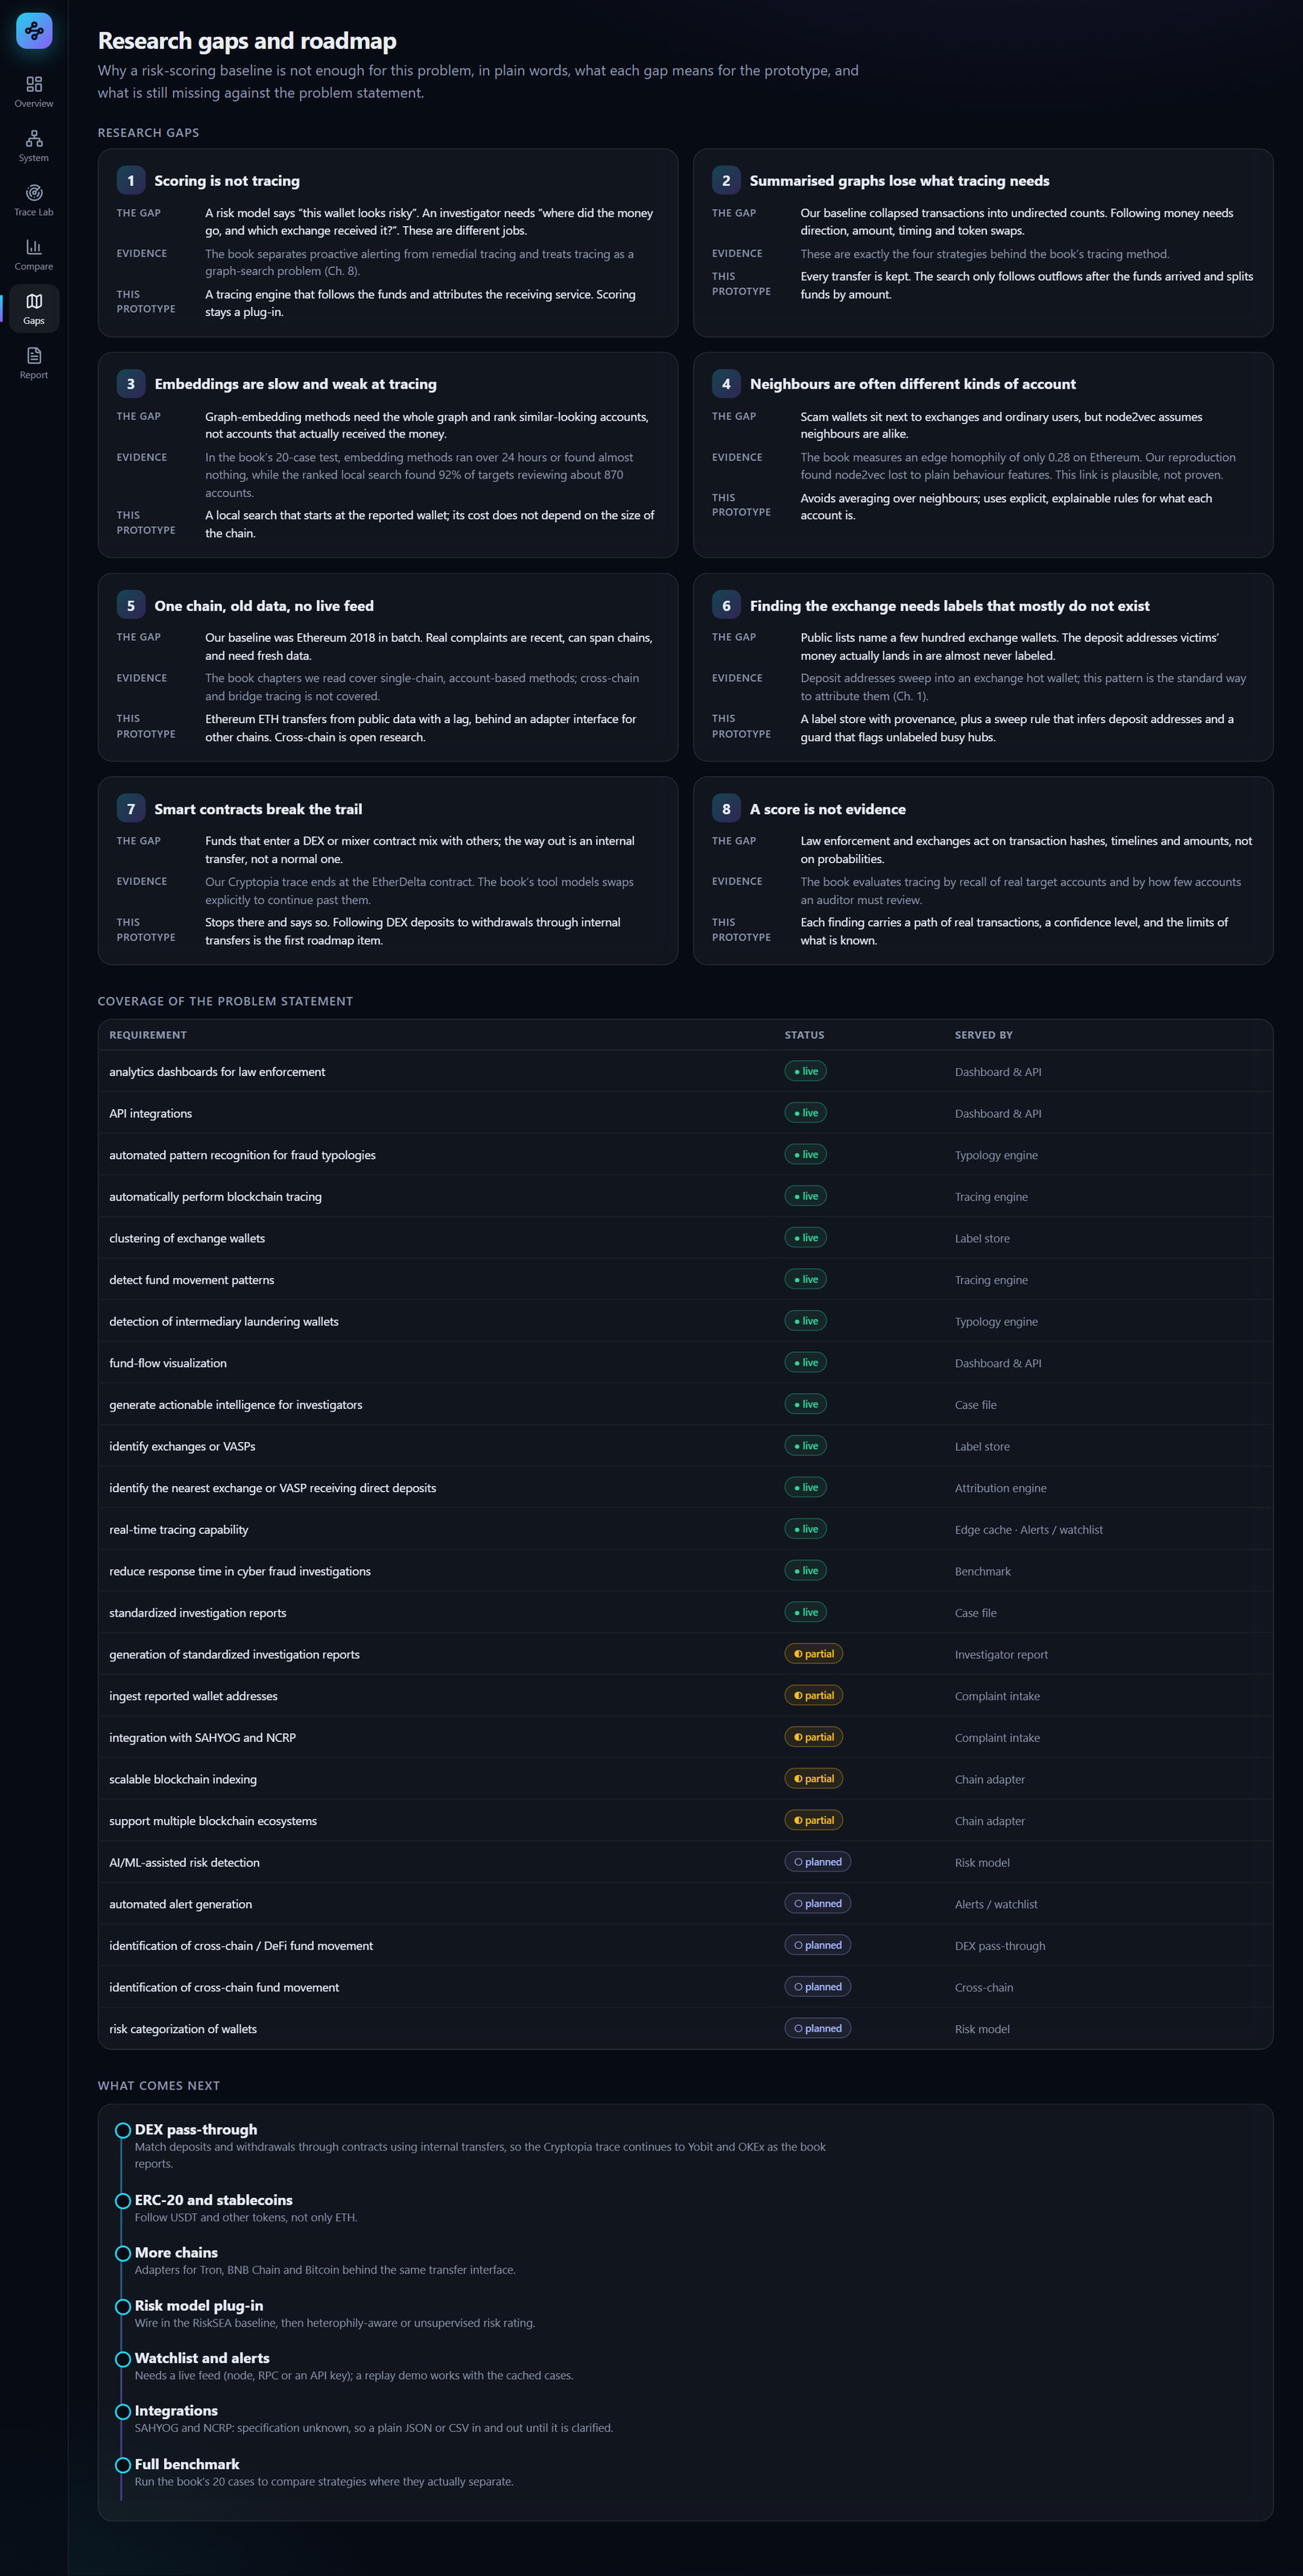 Overview
System
Trace Lab
Compare
Gaps
Report
Research gaps and roadmap
Why a risk-scoring baseline is not enough for this problem, in plain words, what each gap means for the prototype, and
what is still missing against the problem statement.
RESEARCH GAPS
1 Scoring is not tracing
THE GAP A risk model says “this wallet looks risky”. An investigator needs “where did the money
go, and which exchange received it?”. These are different jobs.
EVIDENCE The book separates proactive alerting from remedial tracing and treats tracing as a
graph-search problem (Ch. 8).
THIS PROTOTYPE A tracing engine that follows the funds and attributes the receiving service. Scoring
stays a plug-in.
2 Summarised graphs lose what tracing needs
THE GAP Our baseline collapsed transactions into undirected counts. Following money needs
direction, amount, timing and token swaps.
EVIDENCE These are exactly the four strategies behind the book’s tracing method.
THIS PROTOTYPE Every transfer is kept. The search only follows outflows after the funds arrived and splits
funds by amount.
3 Embeddings are slow and weak at tracing
THE GAP Graph-embedding methods need the whole graph and rank similar-looking accounts,
not accounts that actually received the money.
EVIDENCE In the book’s 20-case test, embedding methods ran over 24 hours or found almost
nothing, while the ranked local search found 92% of targets reviewing about 870
accounts.
THIS PROTOTYPE A local search that starts at the reported wallet; its cost does not depend on the size of
the chain.
4 Neighbours are often different kinds of account
THE GAP Scam wallets sit next to exchanges and ordinary users, but node2vec assumes
neighbours are alike.
EVIDENCE The book measures an edge homophily of only 0.28 on Ethereum. Our reproduction
found node2vec lost to plain behaviour features. This link is plausible, not proven.
THIS PROTOTYPE Avoids averaging over neighbours; uses explicit, explainable rules for what each
account is.
5 One chain, old data, no live feed
THE GAP Our baseline was Ethereum 2018 in batch. Real complaints are recent, can span chains,
and need fresh data.
EVIDENCE The book chapters we read cover single-chain, account-based methods; cross-chain
and bridge tracing is not covered.
THIS PROTOTYPE Ethereum ETH transfers from public data with a lag, behind an adapter interface for
other chains. Cross-chain is open research.
6 Finding the exchange needs labels that mostly do not exist
THE GAP Public lists name a few hundred exchange wallets. The deposit addresses victims’
money actually lands in are almost never labeled.
EVIDENCE Deposit addresses sweep into an exchange hot wallet; this pattern is the standard way
to attribute them (Ch. 1).
THIS PROTOTYPE A label store with provenance, plus a sweep rule that infers deposit addresses and a
guard that flags unlabeled busy hubs.
7 Smart contracts break the trail
THE GAP Funds that enter a DEX or mixer contract mix with others; the way out is an internal
transfer, not a normal one.
EVIDENCE Our Cryptopia trace ends at the EtherDelta contract. The book’s tool models swaps
explicitly to continue past them.
THIS PROTOTYPE Stops there and says so. Following DEX deposits to withdrawals through internal
transfers is the first roadmap item.
8 A score is not evidence
THE GAP Law enforcement and exchanges act on transaction hashes, timelines and amounts, not
on probabilities.
EVIDENCE The book evaluates tracing by recall of real target accounts and by how few accounts
an auditor must review.
THIS PROTOTYPE Each finding carries a path of real transactions, a confidence level, and the limits of
what is known.
COVERAGE OF THE PROBLEM STATEMENT
REQUIREMENT STATUS SERVED BY
analytics dashboards for law enforcement ● live Dashboard & API
API integrations ● live Dashboard & API
automated pattern recognition for fraud typologies ● live Typology engine
automatically perform blockchain tracing ● live Tracing engine
clustering of exchange wallets ● live Label store
detect fund movement patterns ● live Tracing engine
detection of intermediary laundering wallets ● live Typology engine
fund-flow visualization ● live Dashboard & API
generate actionable intelligence for investigators ● live Case file
identify exchanges or VASPs ● live Label store
identify the nearest exchange or VASP receiving direct deposits ● live Attribution engine
real-time tracing capability ● live Edge cache · Alerts / watchlist
reduce response time in cyber fraud investigations ● live Benchmark
standardized investigation reports ● live Case file
generation of standardized investigation reports ◐ partial Investigator report
ingest reported wallet addresses ◐ partial Complaint intake
integration with SAHYOG and NCRP ◐ partial Complaint intake
scalable blockchain indexing ◐ partial Chain adapter
support multiple blockchain ecosystems ◐ partial Chain adapter
AI/ML-assisted risk detection ○ planned Risk model
automated alert generation ○ planned Alerts / watchlist
identification of cross-chain / DeFi fund movement ○ planned DEX pass-through
identification of cross-chain fund movement ○ planned Cross-chain
risk categorization of wallets ○ planned Risk model
WHAT COMES NEXT
DEX pass-through
Match deposits and withdrawals through contracts using internal transfers, so the Cryptopia trace continues to Yobit and OKEx as the book
reports.
ERC-20 and stablecoins
Follow USDT and other tokens, not only ETH.
More chains
Adapters for Tron, BNB Chain and Bitcoin behind the same transfer interface.
Risk model plug-in
Wire in the RiskSEA baseline, then heterophily-aware or unsupervised risk rating.
Watchlist and alerts
Needs a live feed (node, RPC or an API key); a replay demo works with the cached cases.
Integrations
SAHYOG and NCRP: specification unknown, so a plain JSON or CSV in and out until it is clarified.
Full benchmark
Run the book’s 20 cases to compare strategies where they actually separate.